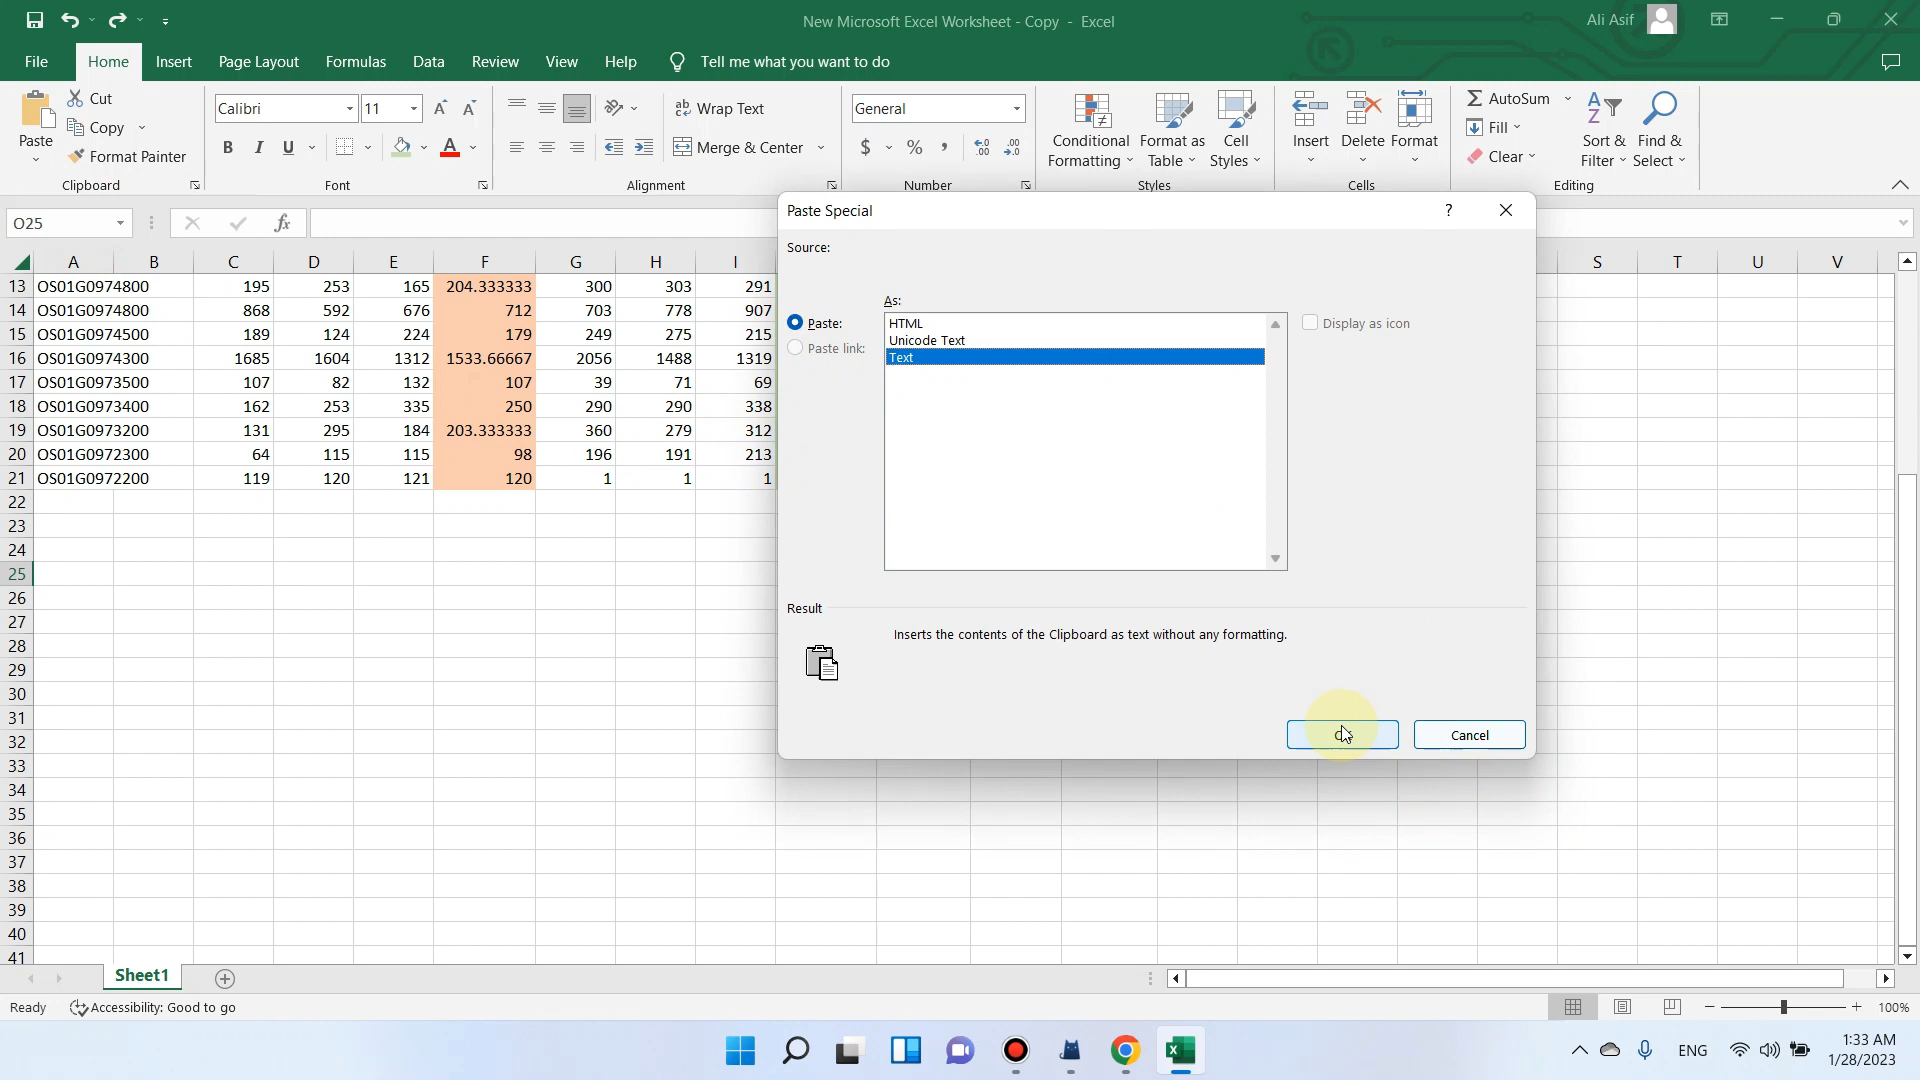 New Microsoft Excel Worksheet - Copy - Excel
Ali Asif
File Home Insert Page Layout Formulas Data Review View Help Tell me what you want to do
Paste
Cut
Copy
Format Painter
Clipboard
Calibri 11
B I U
Font
Wrap Text
Merge & Center
Alignment
General
$ % ,
Number
Conditional Formatting
Format as Table
Cell Styles
Styles
Insert
Delete
Format
Cells
AutoSum
Fill
Clear
Sort & Filter
Find & Select
Editing
O25
fx
A B C D E F G H I S T U V
13 OS01G0974800 195 253 165 204.333333 300 303 291
14 OS01G0974800 868 592 676 712 703 778 907
15 OS01G0974500 189 124 224 179 249 275 215
16 OS01G0974300 1685 1604 1312 1533.66667 2056 1488 1319
17 OS01G0973500 107 82 132 107 39 71 69
18 OS01G0973400 162 253 335 250 290 290 338
19 OS01G0973200 131 295 184 203.333333 360 279 312
20 OS01G0972300 64 115 115 98 196 191 213
21 OS01G0972200 119 120 121 120 1 1 1
22
23
24
25
26
27
28
29
30
31
32
33
34
35
36
37
38
39
40
41
Paste Special
?
Source:
As:
Paste:
Paste link:
HTML
Unicode Text
Text
Display as icon
Result
Inserts the contents of the Clipboard as text without any formatting.
Cancel
Sheet1
Ready
Accessibility: Good to go
100%
ENG
1:33 AM
1/28/2023